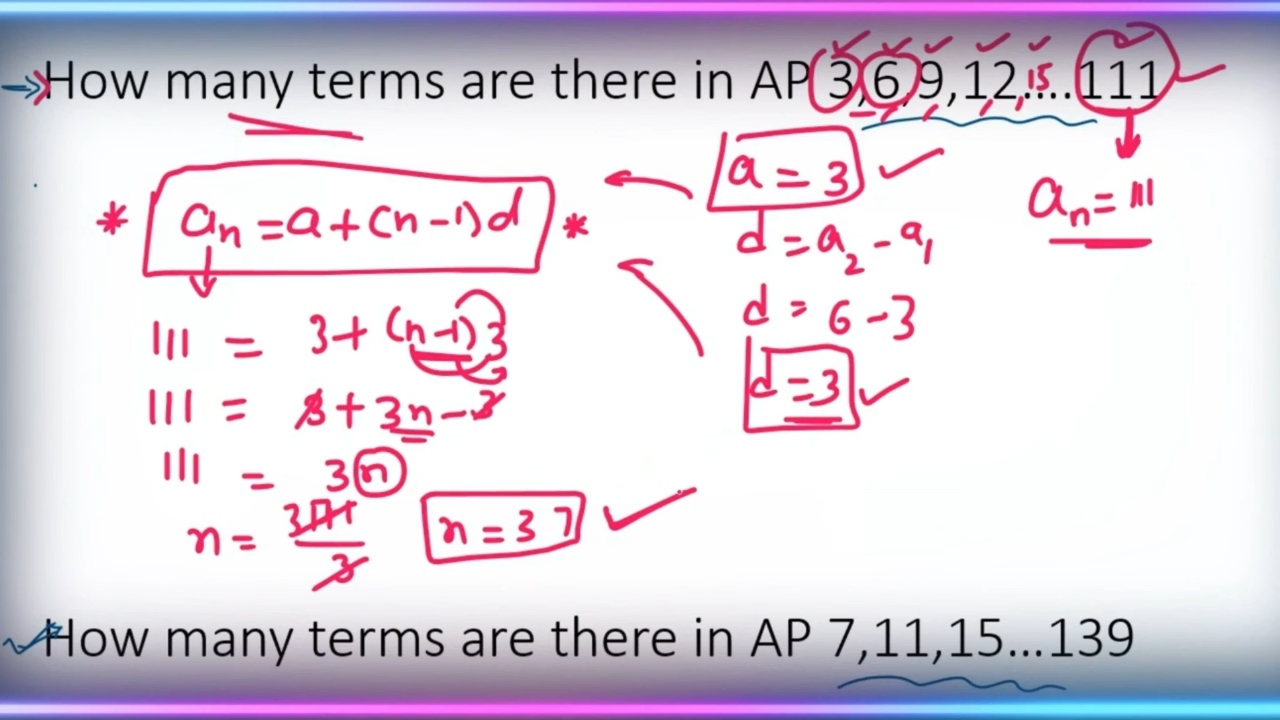 How many terms are there in AP 3,6,9,12,15....111
a = 3
* aₙ = a + (n-1)d *
aₙ = 111
d = a₂ - a₁
111 = 3 + (n-1)3
d = 6 - 3
111 = 3 + 3n - 3
d = 3
111 = 3n
n = 111/3
n = 37
How many terms are there in AP 7,11,15...139